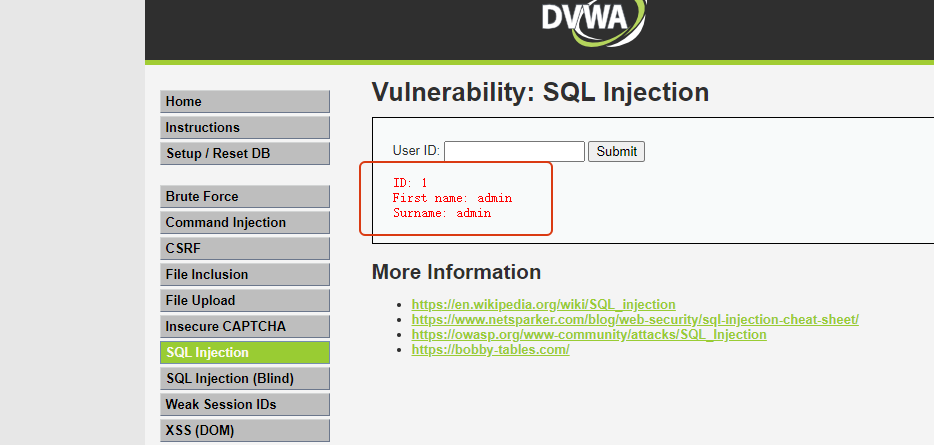 DVWA
Home
Instructions
Setup / Reset DB
Brute Force
Command Injection
CSRF
File Inclusion
File Upload
Insecure CAPTCHA
SQL Injection
SQL Injection (Blind)
Weak Session IDs
XSS (DOM)
Vulnerability: SQL Injection
User ID: Submit
ID: 1
First name: admin
Surname: admin
More Information
https://en.wikipedia.org/wiki/SQL_injection
https://www.netsparker.com/blog/web-security/sql-injection-cheat-sheet/
https://owasp.org/www-community/attacks/SQL_Injection
https://bobby-tables.com/